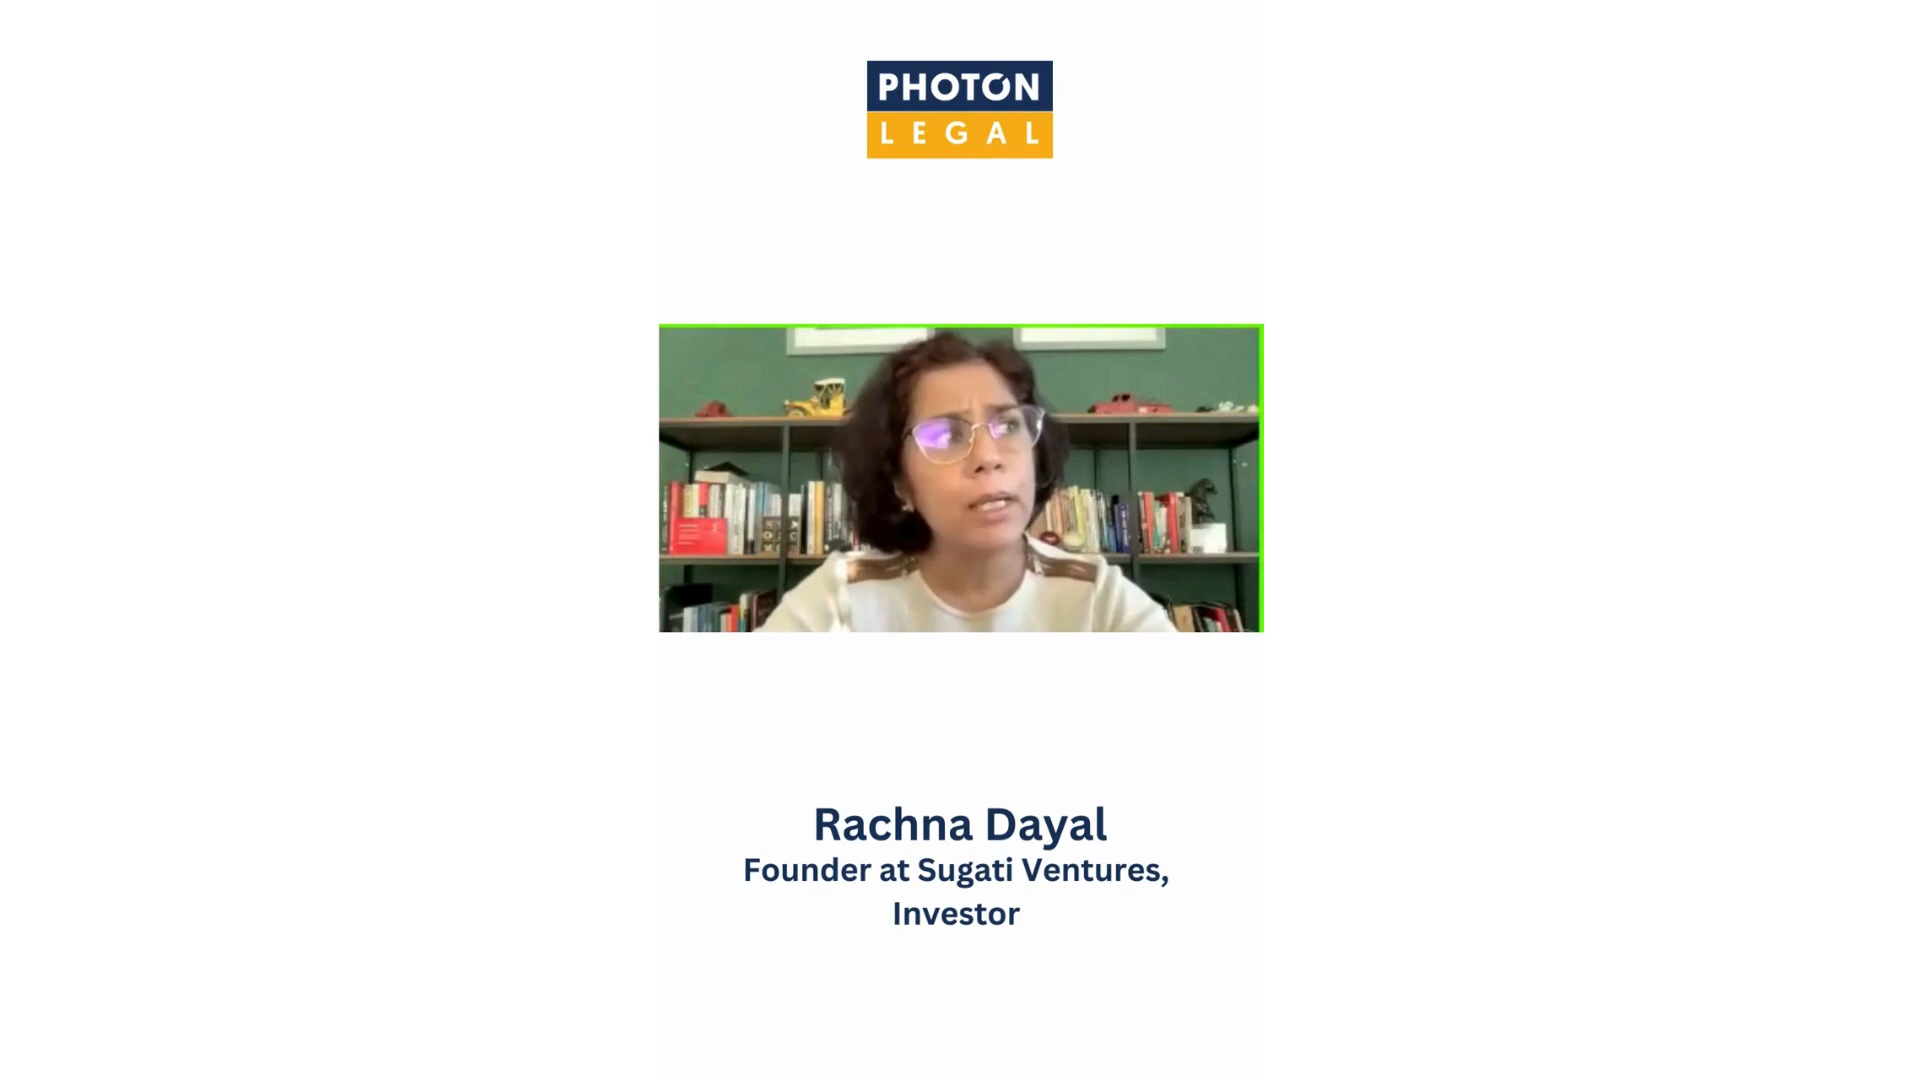 PHOTON
LEGAL
Rachna Dayal
Founder at Sugati Ventures,
Investor